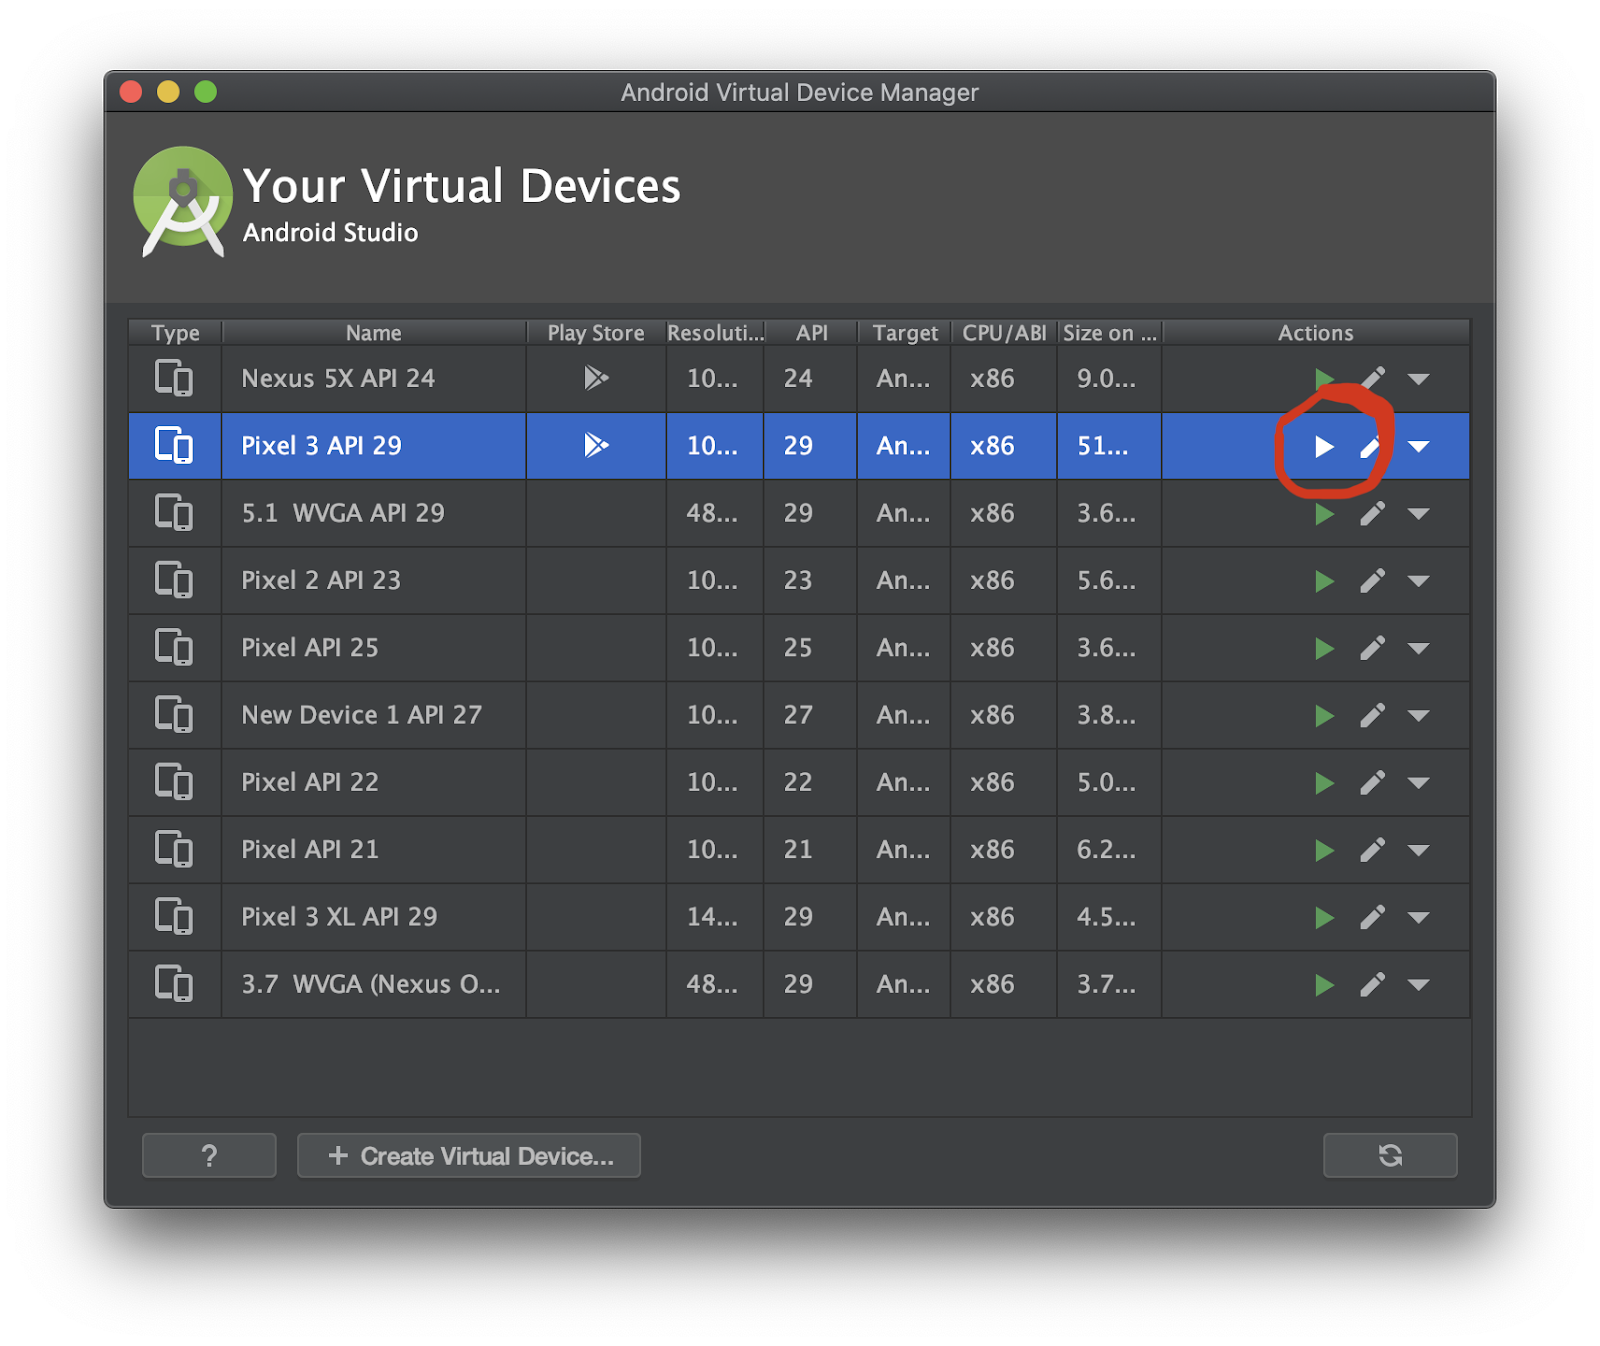 Android Virtual Device Manager
Your Virtual Devices
Android Studio
Type Name Play Store Resoluti... API Target CPU/ABI Size on ... Actions
Nexus 5X API 24 10... 24 An... x86 9.0...
Pixel 3 API 29 10... 29 An... x86 51...
5.1 WVGA API 29 48... 29 An... x86 3.6...
Pixel 2 API 23 10... 23 An... x86 5.6...
Pixel API 25 10... 25 An... x86 3.6...
New Device 1 API 27 10... 27 An... x86 3.8...
Pixel API 22 10... 22 An... x86 5.0...
Pixel API 21 10... 21 An... x86 6.2...
Pixel 3 XL API 29 14... 29 An... x86 4.5...
3.7 WVGA (Nexus O... 48... 29 An... x86 3.7...
? + Create Virtual Device...